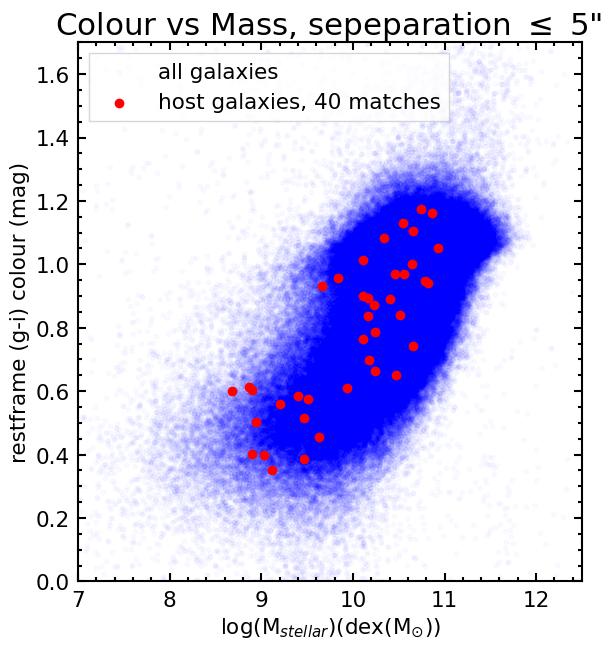 Colour vs Mass, sepeparation ≤ 5"
all galaxies
host galaxies, 40 matches
restframe (g-i) colour (mag)
1.6
1.4
1.2
1.0
0.8
0.6
0.4
0.2
0.0
7 8 9 10 11 12
log(M_stellar)(dex(M_⊙))